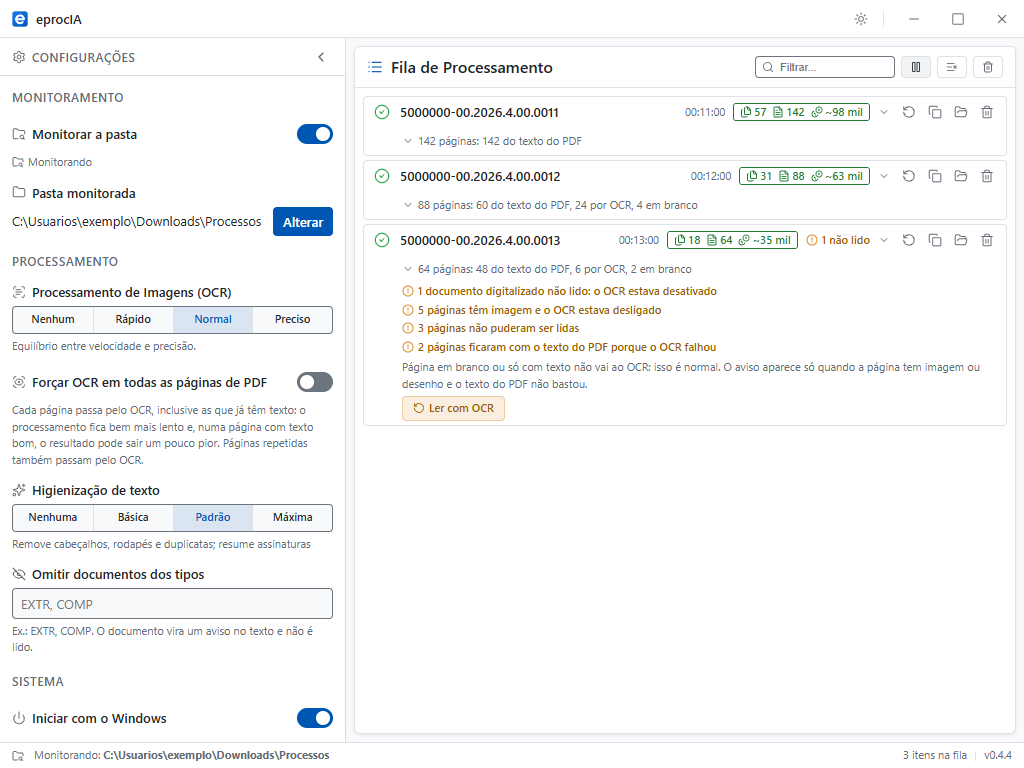 eprocIA
CONFIGURAÇÕES
MONITORAMENTO
Monitorar a pasta
Monitorando
Pasta monitorada
C:\Usuarios\exemplo\Downloads\Processos
Alterar
PROCESSAMENTO
Processamento de Imagens (OCR)
Nenhum Rápido Normal Preciso
Equilíbrio entre velocidade e precisão.
Forçar OCR em todas as páginas de PDF
Cada página passa pelo OCR, inclusive as que já têm texto: o
processamento fica bem mais lento e, numa página com texto
bom, o resultado pode sair um pouco pior. Páginas repetidas
também passam pelo OCR.
Higienização de texto
Nenhuma Básica Padrão Máxima
Remove cabeçalhos, rodapés e duplicatas; resume assinaturas
Omitir documentos dos tipos
EXTR, COMP
Ex.: EXTR, COMP. O documento vira um aviso no texto e não é
lido.
SISTEMA
Iniciar com o Windows
Fila de Processamento
Filtrar...
5000000-00.2026.4.00.0011 00:11:00 57 142 ~98 mil
142 páginas: 142 do texto do PDF
5000000-00.2026.4.00.0012 00:12:00 31 88 ~63 mil
88 páginas: 60 do texto do PDF, 24 por OCR, 4 em branco
5000000-00.2026.4.00.0013 00:13:00 18 64 ~35 mil 1 não lido
64 páginas: 48 do texto do PDF, 6 por OCR, 2 em branco
1 documento digitalizado não lido: o OCR estava desativado
5 páginas têm imagem e o OCR estava desligado
3 páginas não puderam ser lidas
2 páginas ficaram com o texto do PDF porque o OCR falhou
Página em branco ou só com texto não vai ao OCR: isso é normal. O aviso aparece só quando a página tem imagem ou
desenho e o texto do PDF não bastou.
Ler com OCR
Monitorando: C:\Usuarios\exemplo\Downloads\Processos
3 itens na fila v0.4.4